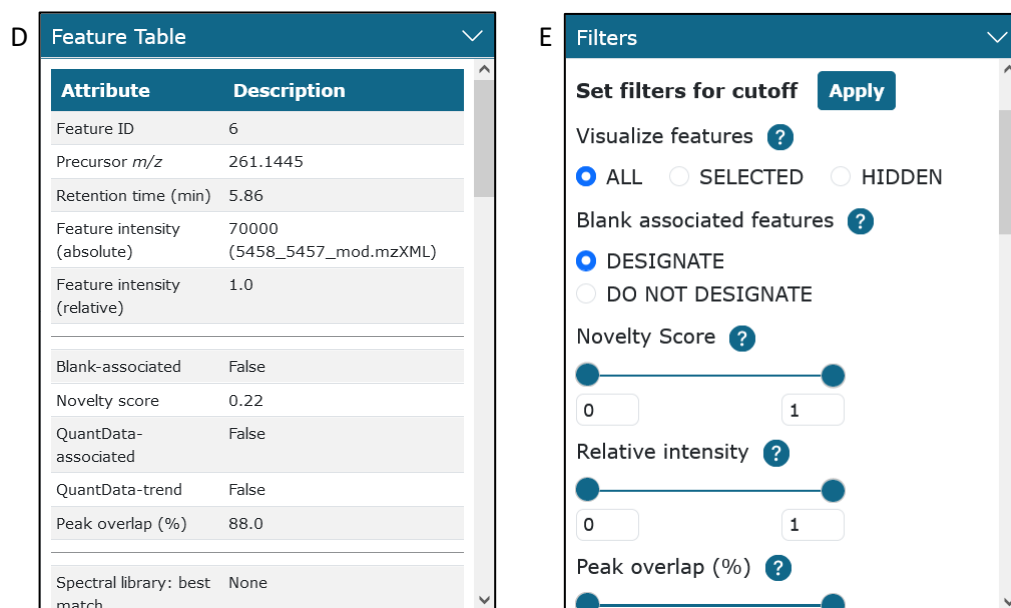 D
Feature Table
Attribute Description
Feature ID 6
Precursor m/z 261.1445
Retention time (min) 5.86
Feature intensity 70000
(absolute) (5458_5457_mod.mzXML)
Feature intensity 1.0
(relative)
Blank-associated False
Novelty score 0.22
QuantData- False
associated
QuantData-trend False
Peak overlap (%) 88.0
Spectral library: best None
match
E
Filters
Set filters for cutoff Apply
Visualize features ?
ALL SELECTED HIDDEN
Blank associated features ?
DESIGNATE
DO NOT DESIGNATE
Novelty Score ?
0 1
Relative intensity ?
0 1
Peak overlap (%) ?